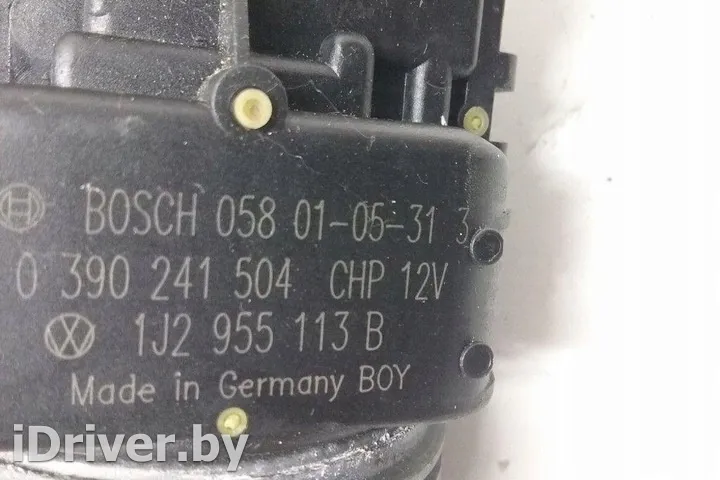 BOSCH 058 01-05-31 3
0 390 241 504 CHP 12V
1J2 955 113 B
Made in Germany BOY
iDriver.by